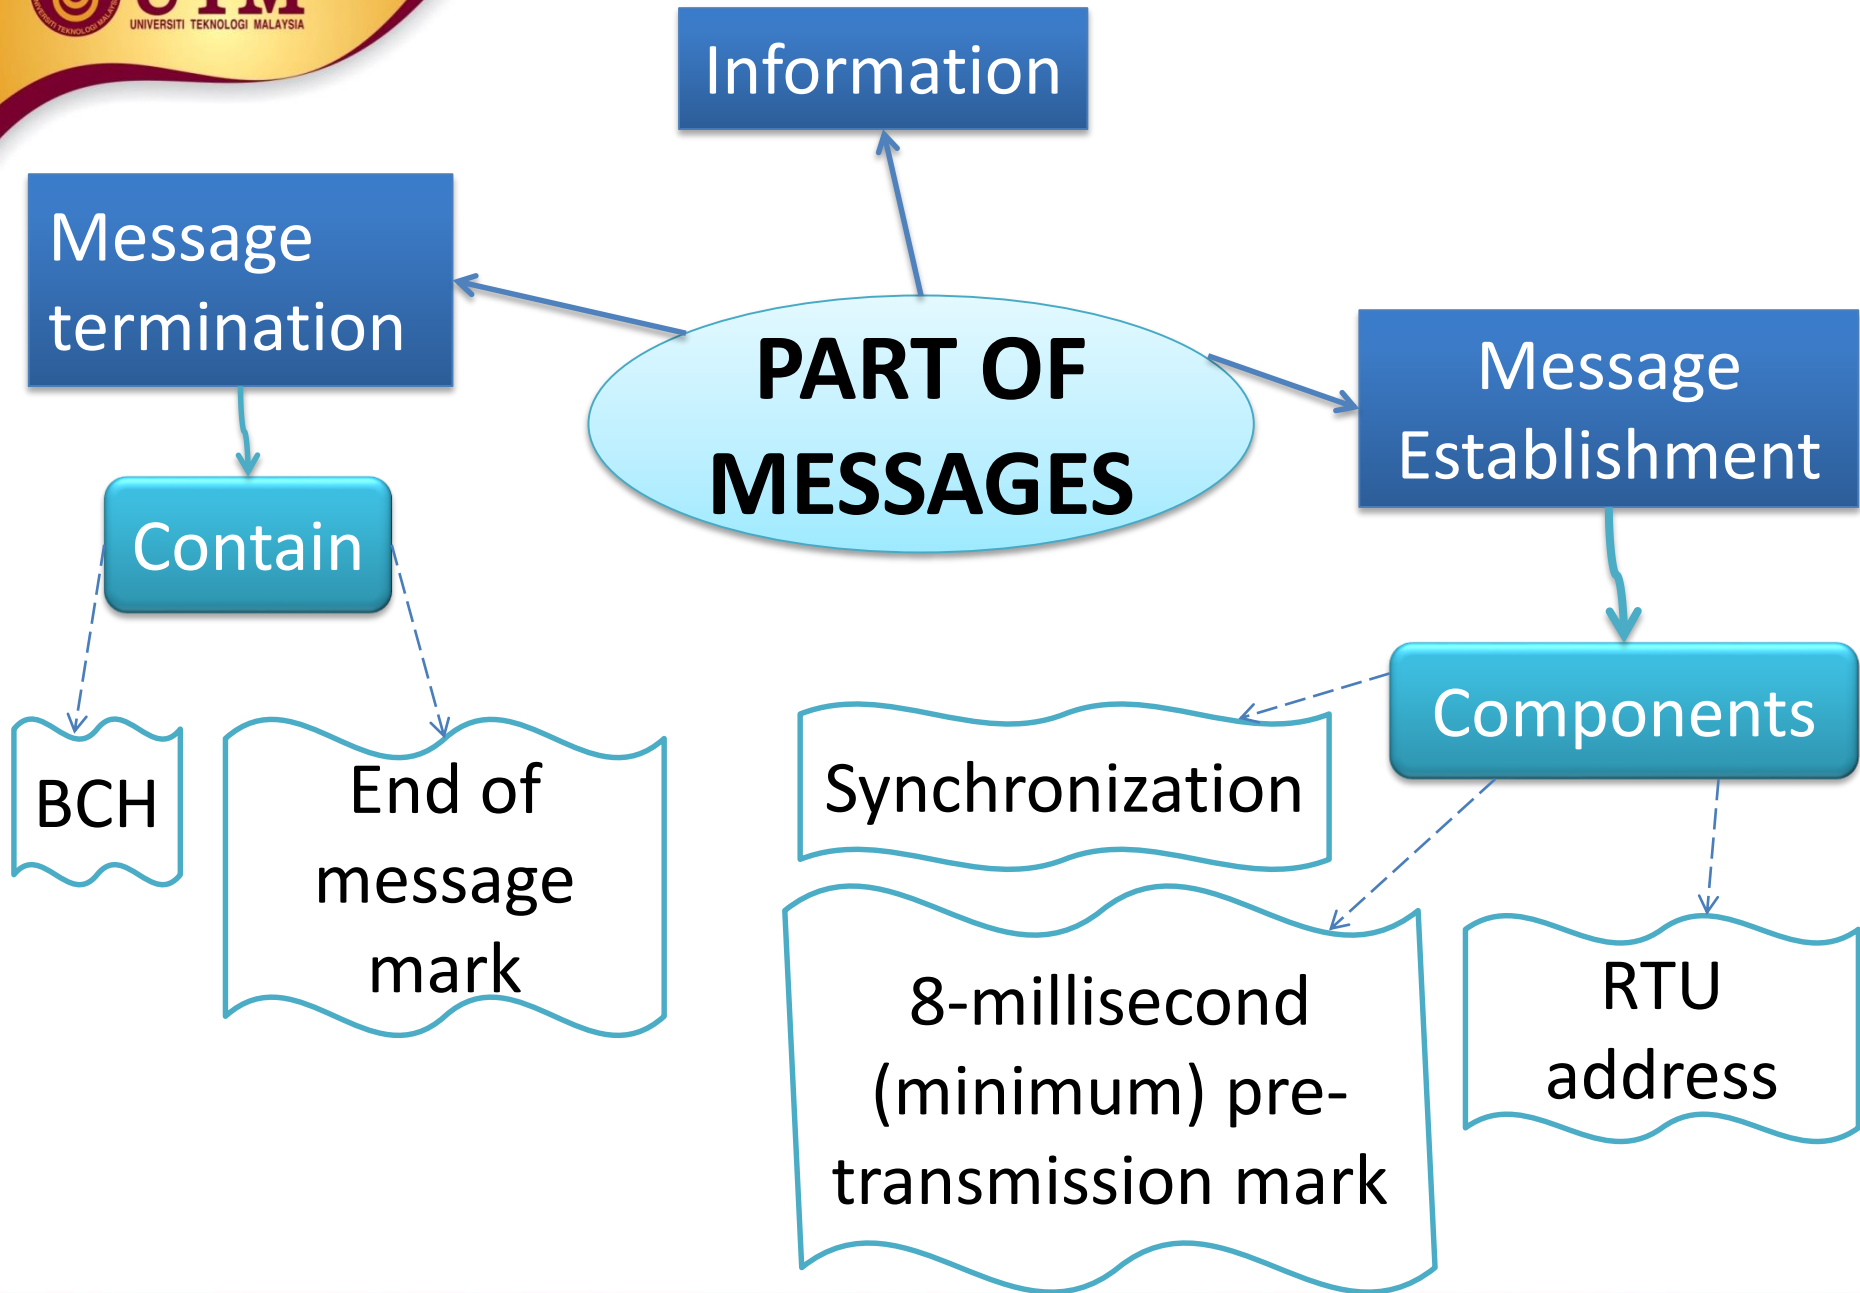 UTM
UNIVERSITI TEKNOLOGI MALAYSIA
Information
Message
termination
PART OF
MESSAGES
Message
Establishment
Contain
Components
BCH
End of
message
mark
Synchronization
8-millisecond
(minimum) pre-
transmission mark
RTU
address